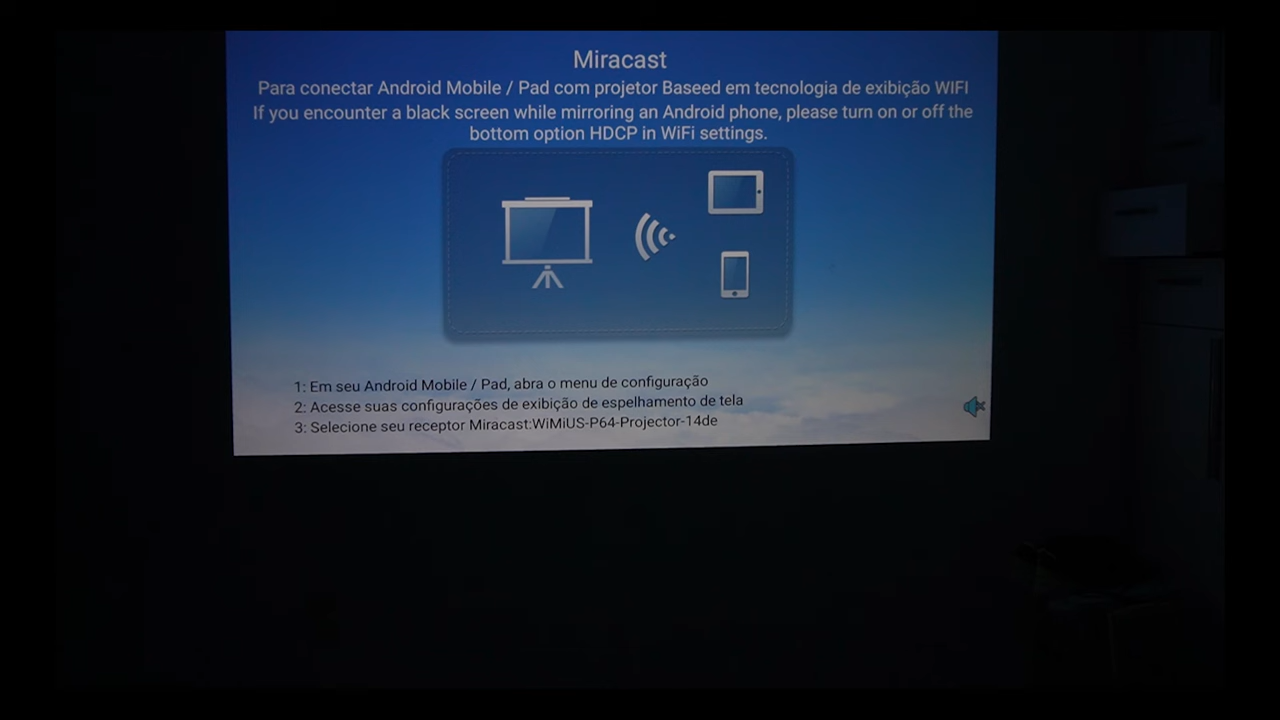 Miracast
Para conectar Android Mobile / Pad com projetor Baseed em tecnologia de exibição WIFI
If you encounter a black screen while mirroring an Android phone, please turn on or off the
bottom option HDCP in WiFi settings.
1: Em seu Android Mobile / Pad, abra o menu de configuração
2: Acesse suas configurações de exibição de espelhamento de tela
3: Selecione seu receptor Miracast:WiMiUS-P64-Projector-14de